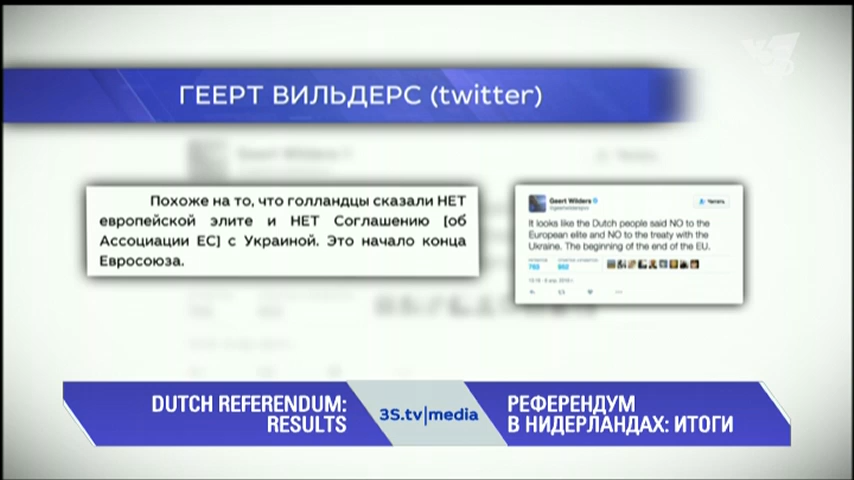 ГЕЕРТ ВИЛЬДЕРС (twitter)
Похоже на то, что голландцы сказали НЕТ
европейской элите и НЕТ Соглашению [об
Ассоциации ЕС] с Украиной. Это начало конца
Евросоюза.
Geert Wilders
Читать
It looks like the Dutch people said NO to the
European elite and NO to the treaty with the
Ukraine. The beginning of the end of the EU.
DUTCH REFERENDUM:
RESULTS
3S.tv|media
РЕФЕРЕНДУМ
В НИДЕРЛАНДАХ: ИТОГИ